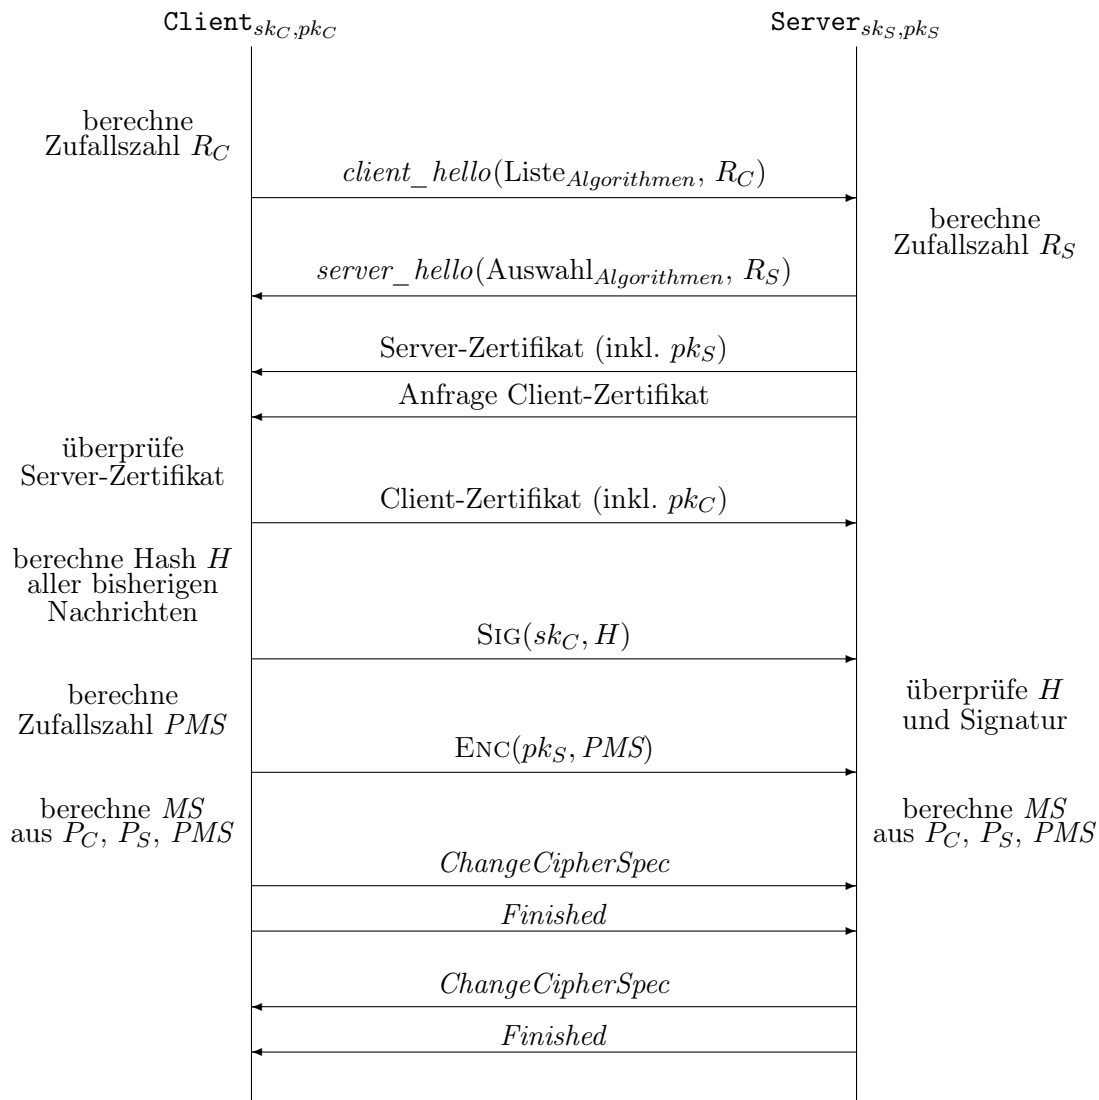 Client_{sk_C,pk_C}
Server_{sk_S,pk_S}
berechne
Zufallszahl R_C
client_hello(Liste_{Algorithmen}, R_C)
berechne
Zufallszahl R_S
server_hello(Auswahl_{Algorithmen}, R_S)
Server-Zertifikat (inkl. pk_S)
Anfrage Client-Zertifikat
überprüfe
Server-Zertifikat
Client-Zertifikat (inkl. pk_C)
berechne Hash H
aller bisherigen
Nachrichten
SIG(sk_C, H)
berechne
Zufallszahl PMS
überprüfe H
und Signatur
ENC(pk_S, PMS)
berechne MS
aus P_C, P_S, PMS
berechne MS
aus P_C, P_S, PMS
ChangeCipherSpec
Finished
ChangeCipherSpec
Finished